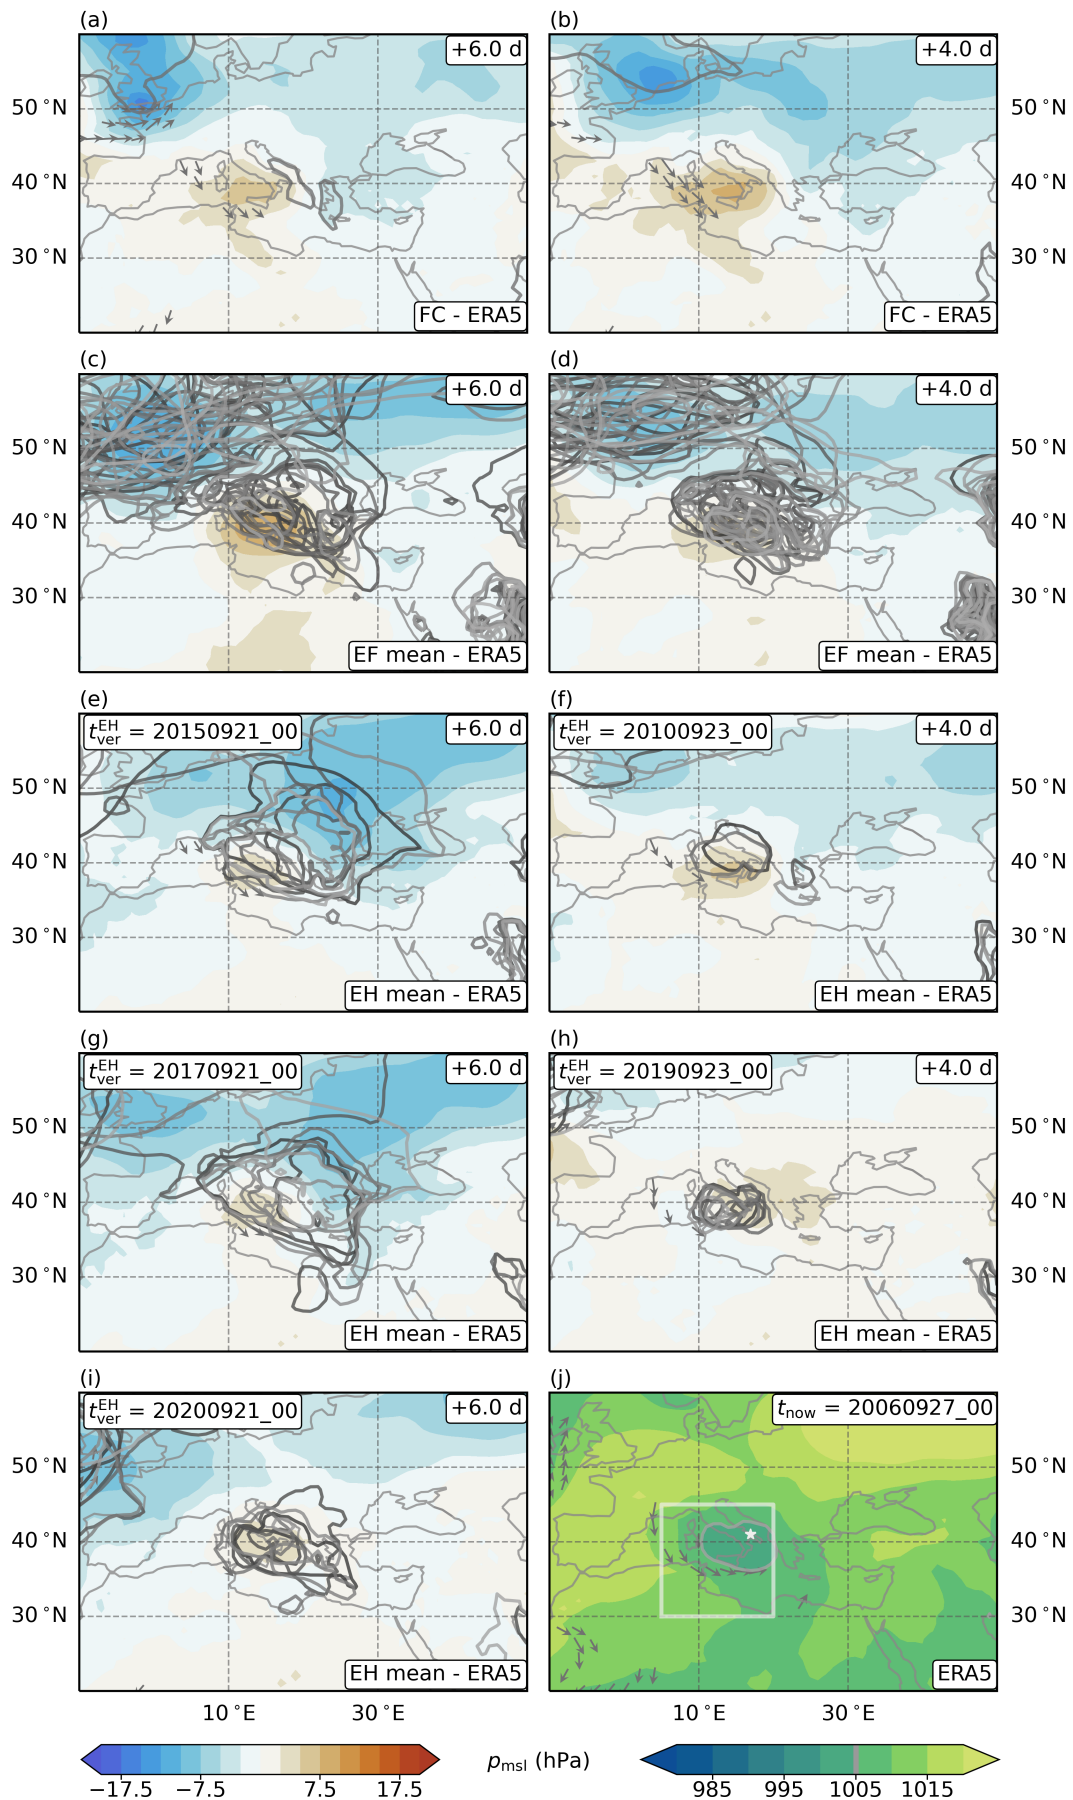 (a) (b)
+6.0 d +4.0 d
50 °N 50 °N
40 °N 40 °N
30 °N 30 °N
FC - ERA5 FC - ERA5
(c) (d)
+6.0 d +4.0 d
50 °N 50 °N
40 °N 40 °N
30 °N 30 °N
EF mean - ERA5 EF mean - ERA5
(e) (f)
t_ver^EH = 20150921_00 +6.0 d t_ver^EH = 20100923_00 +4.0 d
50 °N 50 °N
40 °N 40 °N
30 °N 30 °N
EH mean - ERA5 EH mean - ERA5
(g) (h)
t_ver^EH = 20170921_00 +6.0 d t_ver^EH = 20190923_00 +4.0 d
50 °N 50 °N
40 °N 40 °N
30 °N 30 °N
EH mean - ERA5 EH mean - ERA5
(i) (j)
t_ver^EH = 20200921_00 +6.0 d t_now = 20060927_00
50 °N 50 °N
40 °N 40 °N
30 °N 30 °N
EH mean - ERA5 ERA5
10 °E 30 °E 10 °E 30 °E
p_msl (hPa)
−17.5 −7.5 7.5 17.5 985 995 1005 1015